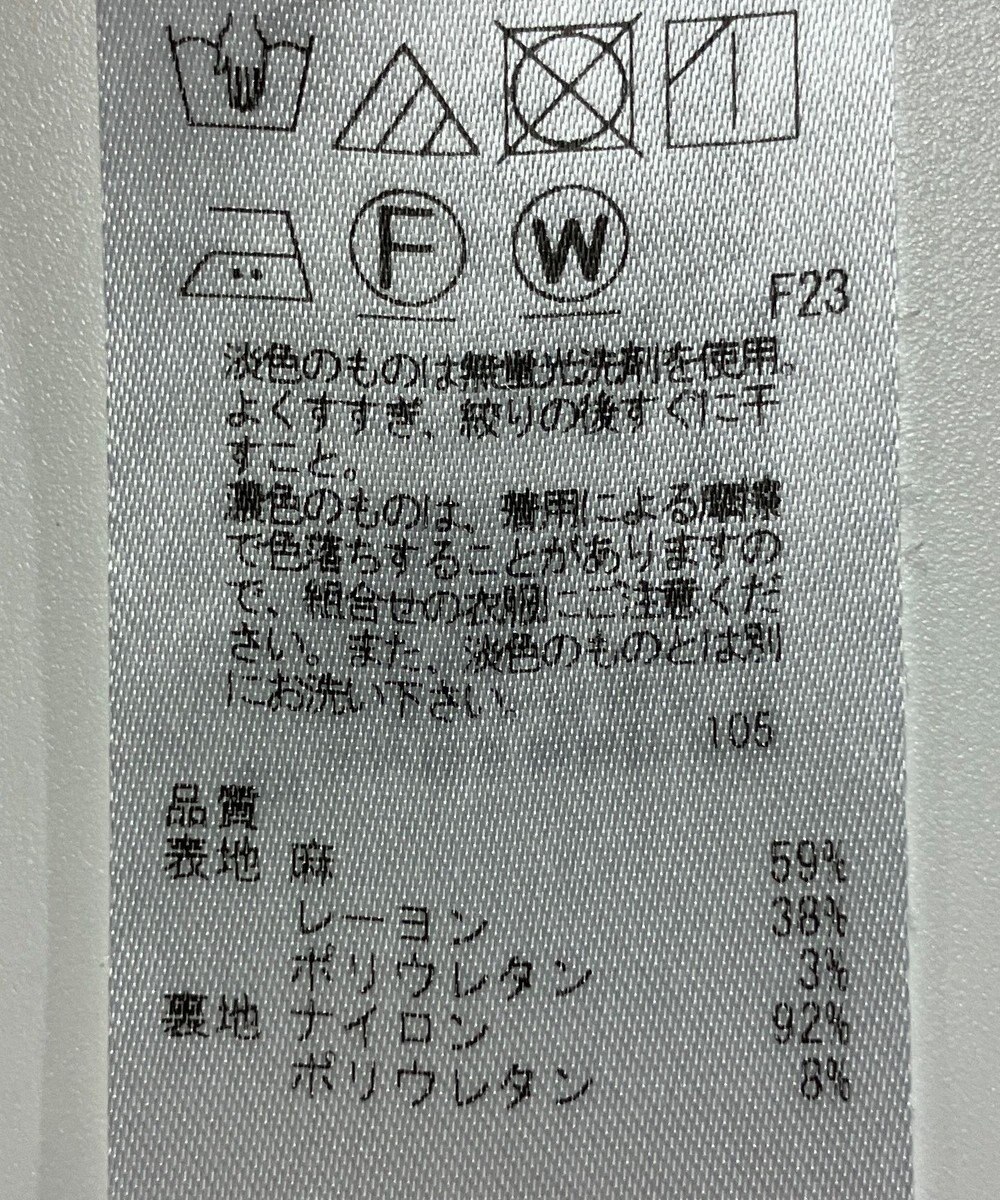 F W
F23
淡色のものは無蛍光洗剤を使用。
よくすすぎ、絞りの後すぐに干
すこと。
濃色のものは、着用による摩擦
で色落ちすることがありますの
で、組合せの衣服にご注意くだ
さい。また、淡色のものとは別
にお洗い下さい。
105
品質
表地 麻 59%
レーヨン 38%
ポリウレタン 3%
裏地 ナイロン 92%
ポリウレタン 8%